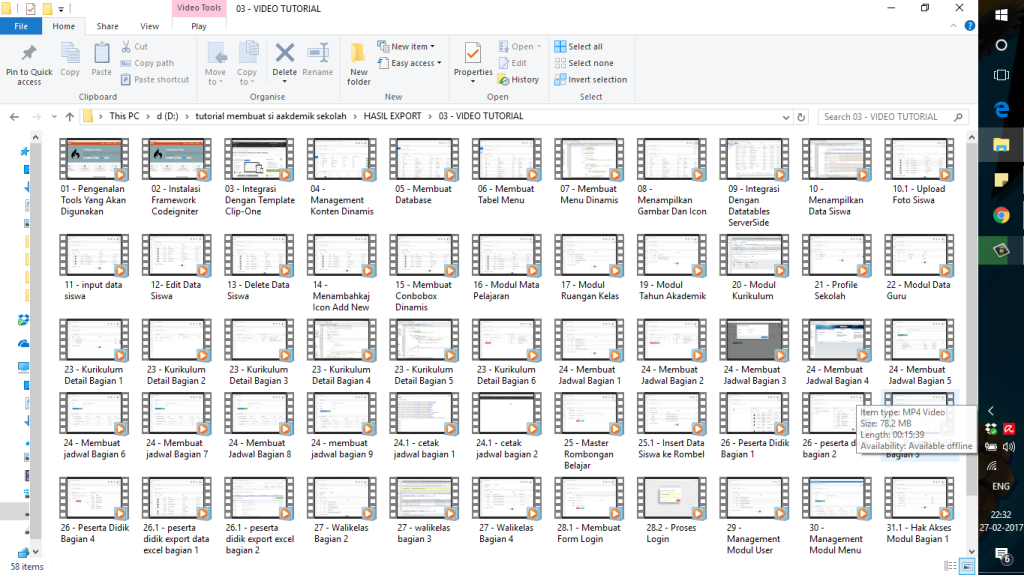 Video Tools
03 - VIDEO TUTORIAL
File
Home
Share
View
Play
Pin to Quick access
Copy
Paste
Cut
Copy path
Paste shortcut
Clipboard
Move to
Copy to
Delete
Rename
Organise
New folder
New item
Easy access
New
Properties
Open
Edit
History
Open
Select all
Select none
Invert selection
Select
This PC > d (D:) > tutorial membuat si aakdemik sekolah > HASIL EXPORT > 03 - VIDEO TUTORIAL
Search 03 - VIDEO TUTORIAL
01 - Pengenalan Tools Yang Akan Digunakan
02 - Instalasi Framework Codeigniter
03 - Integrasi Dengan Template Clip-One
04 - Management Konten Dinamis
05 - Membuat Database
06 - Membuat Tabel Menu
07 - Membuat Menu Dinamis
08 - Menampilkan Gambar Dan Icon
09 - Integrasi Dengan Datatables ServerSide
10 - Menampilkan Data Siswa
10.1 - Upload Foto Siswa
11 - input data siswa
12- Edit Data Siswa
13 - Delete Data Siswa
14 - Menambahkaj Icon Add New
15 - Membuat Conbobox Dinamis
16 - Modul Mata Pelajaran
17 - Modul Ruangan Kelas
19 - Modul Tahun Akademik
20 - Modul Kurikulum
21 - Profile Sekolah
22 - Modul Data Guru
23 - Kurikulum Detail Bagian 1
23 - Kurikulum Detail Bagian 2
23 - Kurikulum Detail Bagian 3
23 - Kurikulum Detail Bagian 4
23 - Kurikulum Detail Bagian 5
23 - Kurikulum Detail Bagian 6
24 - Membuat Jadwal Bagian 1
24 - Membuat Jadwal Bagian 2
24 - Membuat Jadwal Bagian 3
24 - Membuat Jadwal Bagian 4
24 - Membuat Jadwal Bagian 5
24 - Membuat jadwal Bagian 6
24 - Membuat jadwal Bagian 7
24 - Membuat Jadwal Bagian 8
24 - membuat jadwal bagian 9
24.1 - cetak jadwal bagian 1
24.1 - cetak jadwal bagian 2
25 - Master Rombongan Belajar
25.1 - Insert Data Siswa ke Rombel
26 - Peserta Didik Bagian 1
26 - peserta d
bagian 2
Bagian 3
Item type: MP4 Video
Size: 78.2 MB
Length: 00:15:39
Availability: Available offline
26 - Peserta Didik Bagian 4
26.1 - peserta didik export data excel bagian 1
26.1 - peserta didik export excel bagian 2
27 - Walikelas Bagian 2
27 - walikelas bagian 3
27 - Walikelas Bagian 4
28.1 - Membuat Form Login
28.2 - Proses Login
29 - Management Modul User
30 - Management Modul Menu
31.1 - Hak Akses Modul Bagian 1
58 items
ENG
22:32
27-02-2017
6